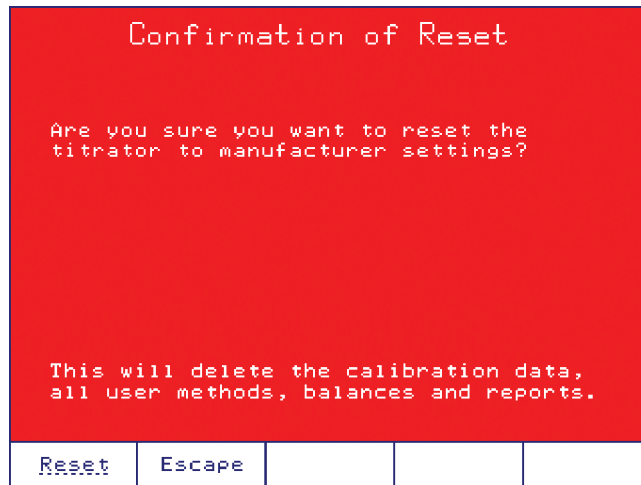 Confirmation of Reset
Are you sure you want to reset the
titrator to manufacturer settings?
This will delete the calibration data,
all user methods, balances and reports.
Reset Escape